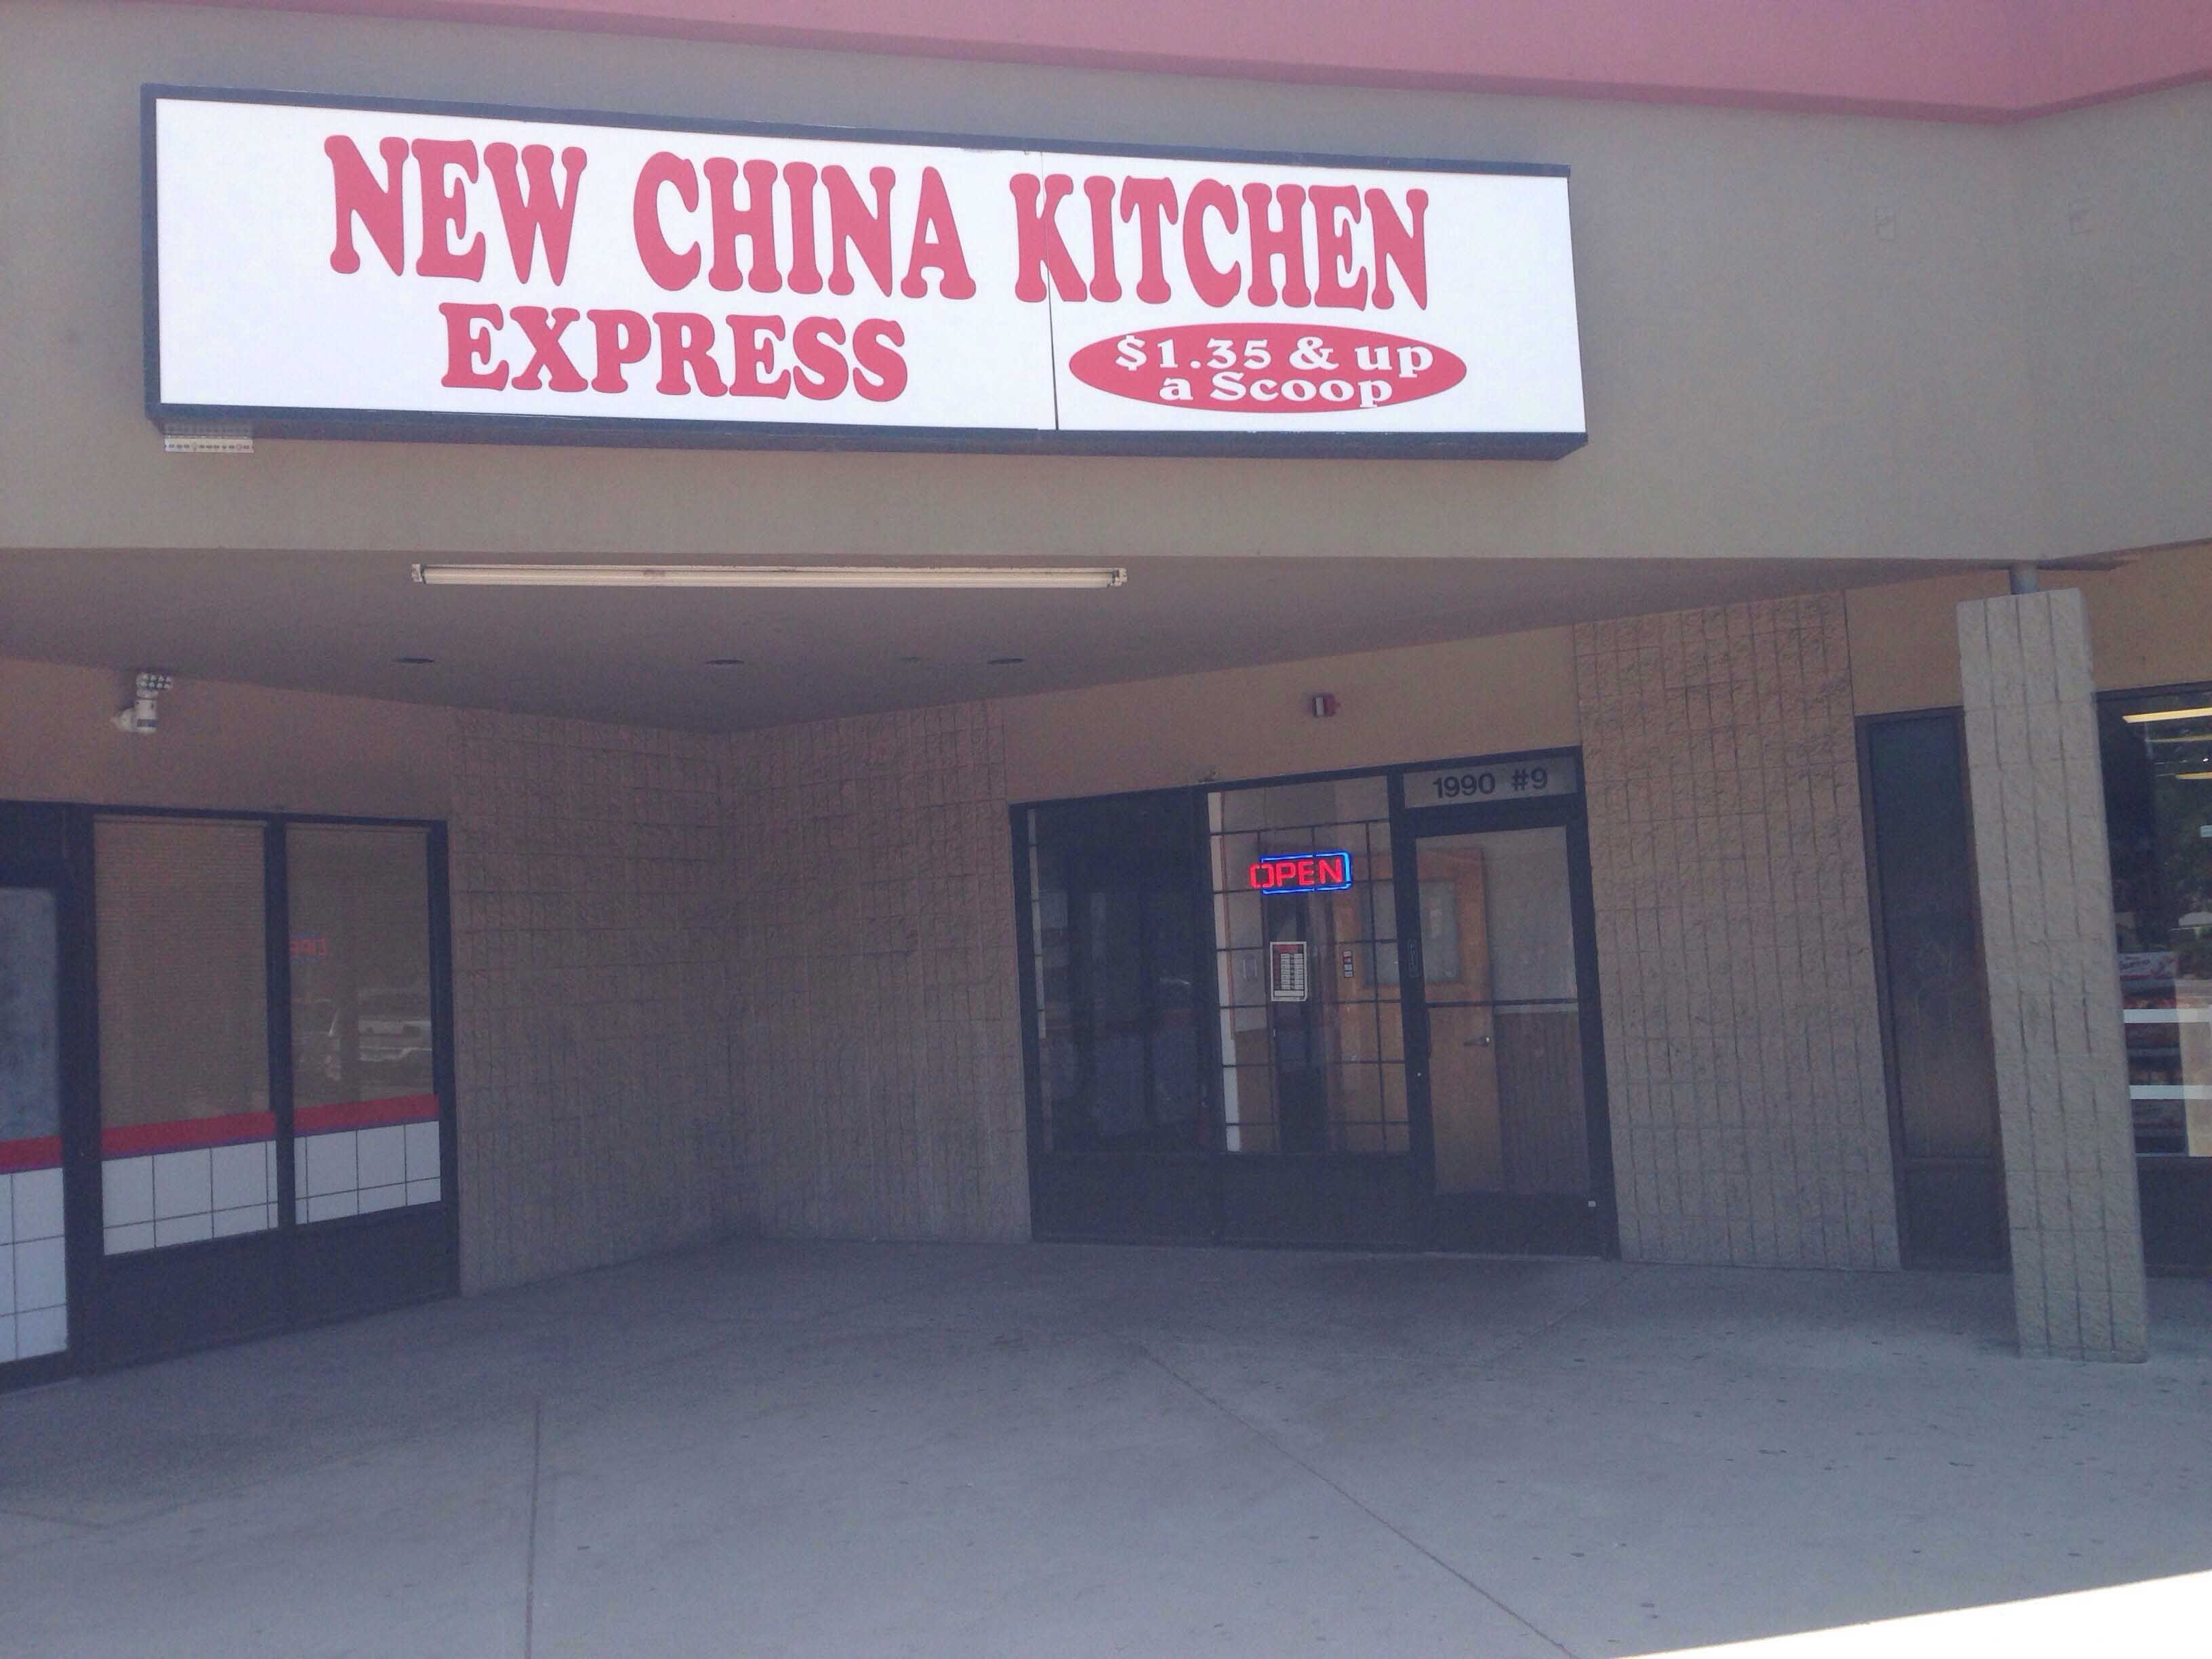 NEW CHINA KITCHEN
EXPRESS
$1.35 & up
a Scoop
1990 #9
OPEN